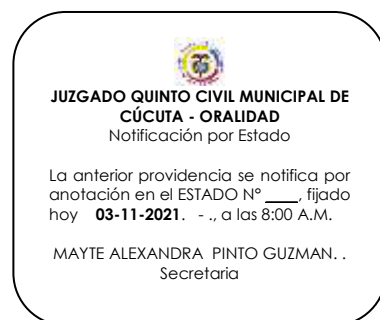 JUZGADO QUINTO CIVIL MUNICIPAL DE
CÚCUTA - ORALIDAD
Notificación por Estado
La anterior providencia se notifica por
anotación en el ESTADO N° ____, fijado
hoy 03-11-2021. - ., a las 8:00 A.M.
MAYTE ALEXANDRA PINTO GUZMAN. .
Secretaria